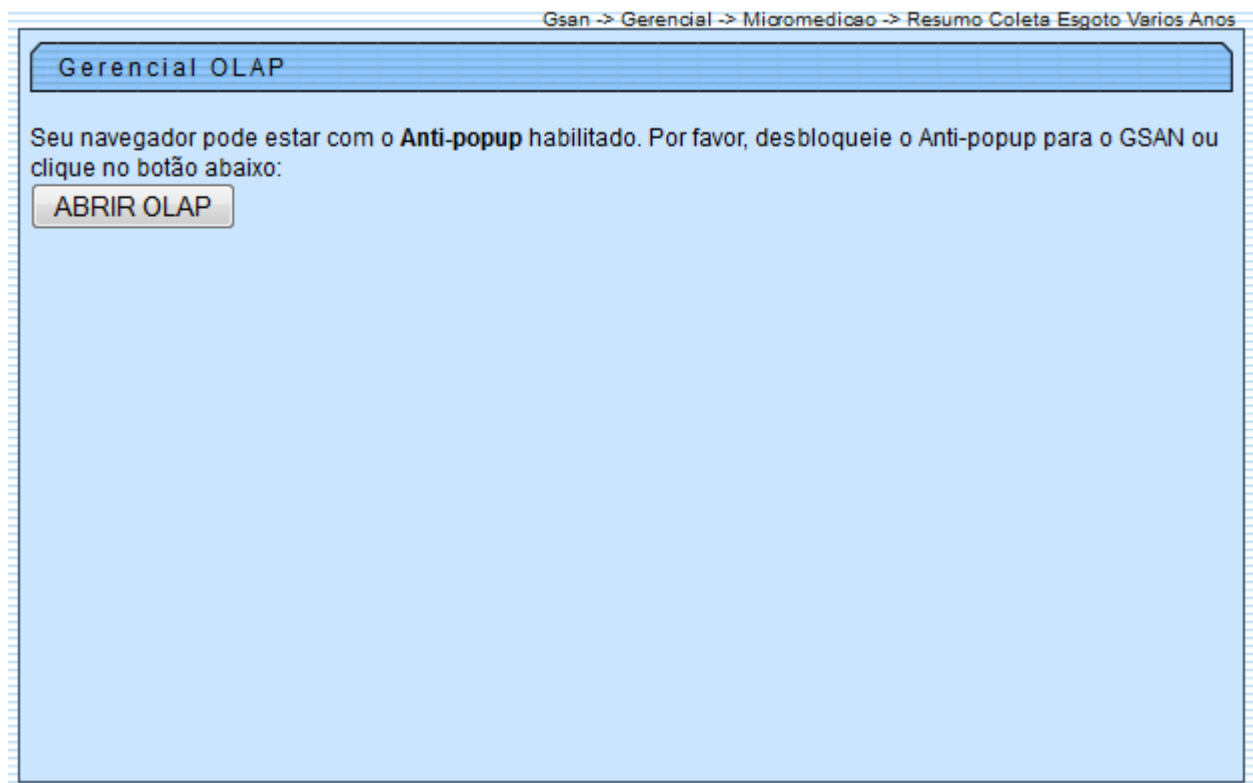 Gsan -> Gerencial -> Micromedicao -> Resumo Coleta Esgoto Varios Anos
Gerencial OLAP
Seu navegador pode estar com o Anti-popup habilitado. Por favor, desbloqueie o Anti-popup para o GSAN ou
clique no botão abaixo:
ABRIR OLAP